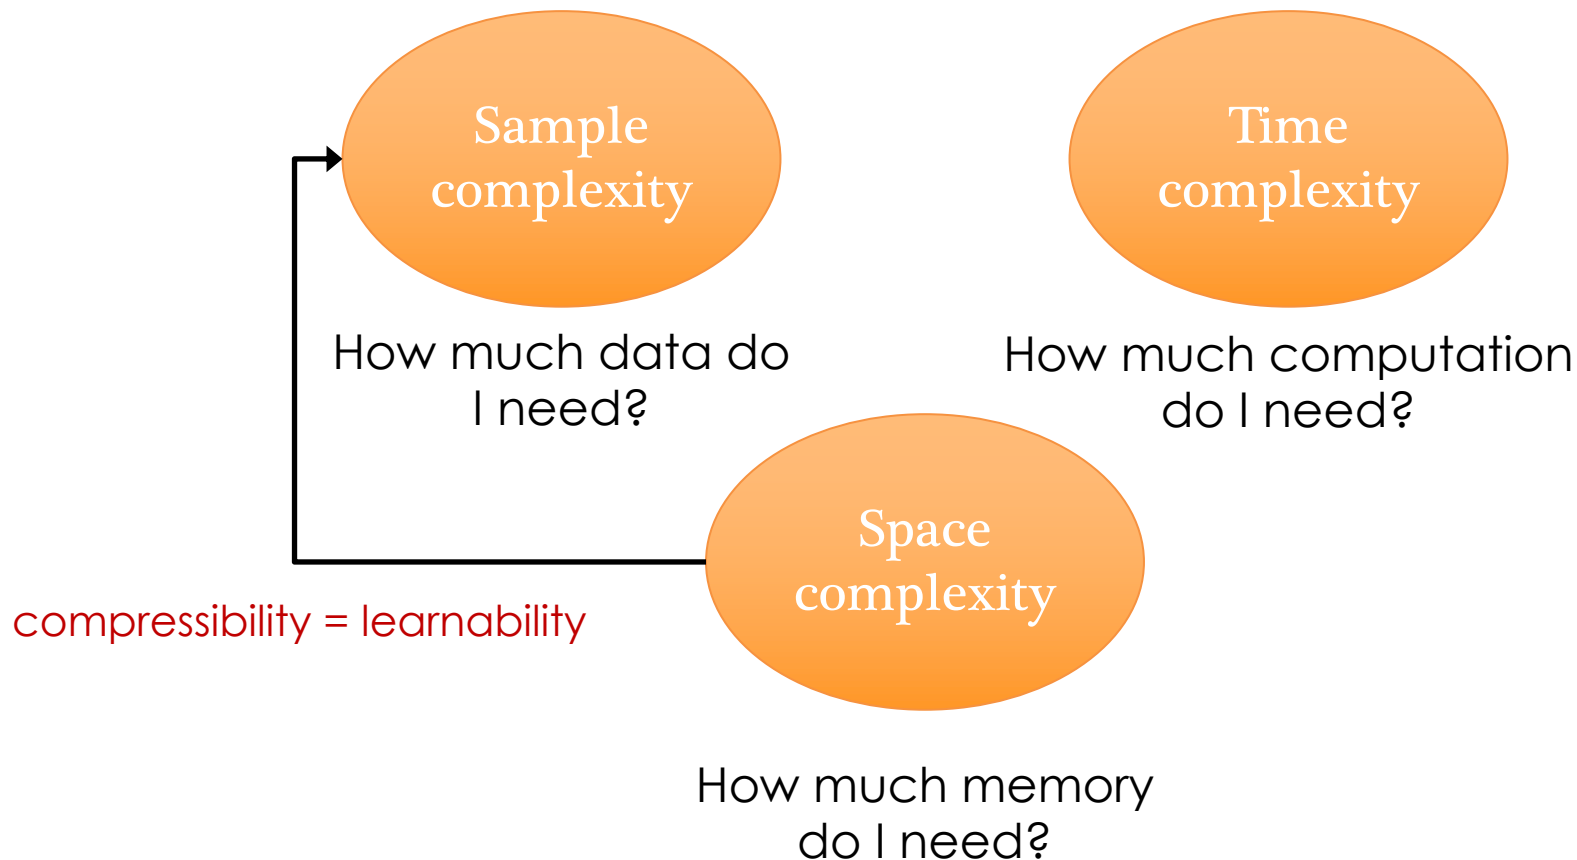 Sample
complexity
How much data do
I need?
Time
complexity
How much computation
do I need?
Space
complexity
compressibility = learnability
How much memory
do I need?